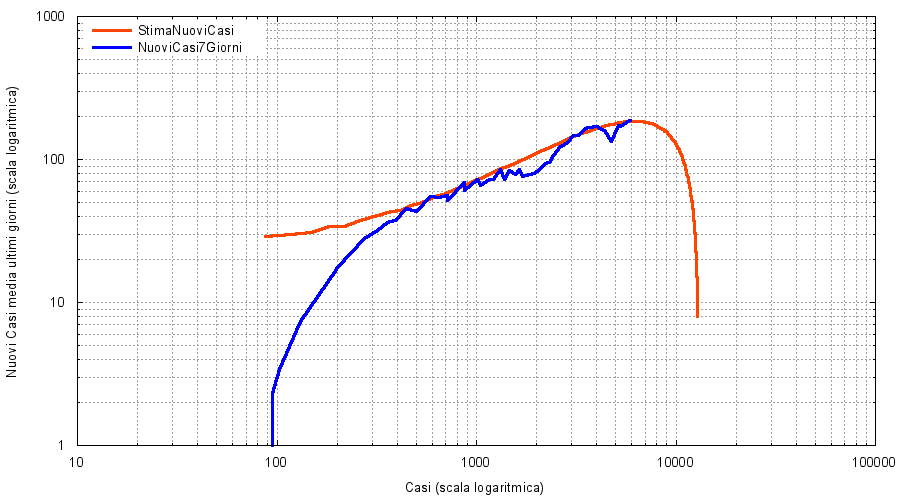 1000
StimaNuoviCasi
NuoviCasi7Giorni
100
10
1
10
100
1000
10000
100000
Nuovi Casi media ultimi giorni (scala logaritmica)
Casi (scala logaritmica)